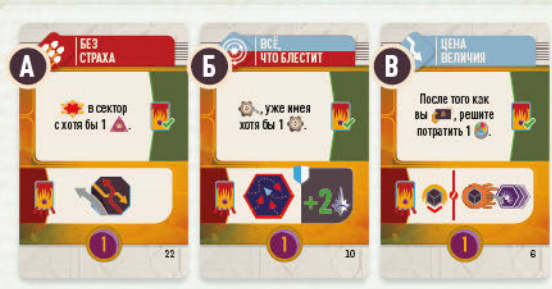 А
БЕЗ
СТРАХА
в сектор
с хотя бы 1
1
22
Б
ВСЁ,
ЧТО БЛЕСТИТ
, уже имея
хотя бы 1
+2
1
10
В
ЦЕНА
ВЕЛИЧИЯ
После того как
вы , решите
потратить 1
1
6